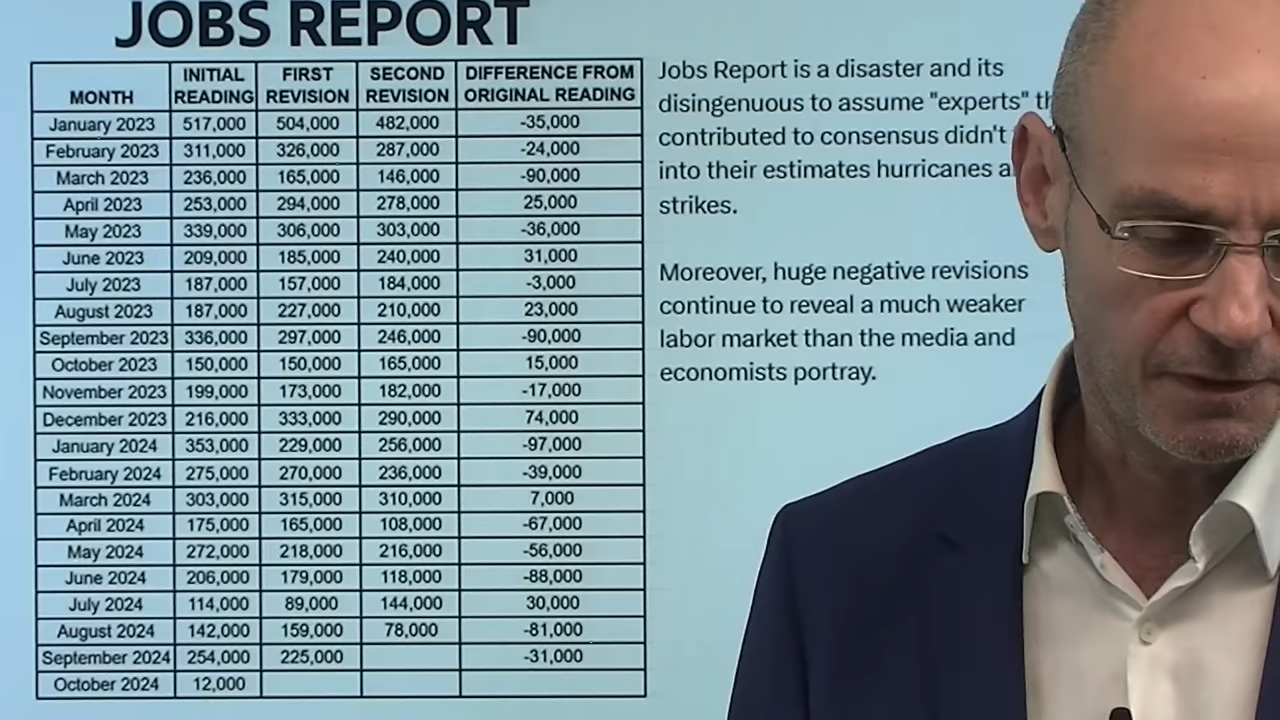 JOBS REPORT
MONTH INITIAL READING FIRST REVISION SECOND REVISION DIFFERENCE FROM ORIGINAL READING
January 2023 517,000 504,000 482,000 -35,000
February 2023 311,000 326,000 287,000 -24,000
March 2023 236,000 165,000 146,000 -90,000
April 2023 253,000 294,000 278,000 25,000
May 2023 339,000 306,000 303,000 -36,000
June 2023 209,000 185,000 240,000 31,000
July 2023 187,000 157,000 184,000 -3,000
August 2023 187,000 227,000 210,000 23,000
September 2023 336,000 297,000 246,000 -90,000
October 2023 150,000 150,000 165,000 15,000
November 2023 199,000 173,000 182,000 -17,000
December 2023 216,000 333,000 290,000 74,000
January 2024 353,000 229,000 256,000 -97,000
February 2024 275,000 270,000 236,000 -39,000
March 2024 303,000 315,000 310,000 7,000
April 2024 175,000 165,000 108,000 -67,000
May 2024 272,000 218,000 216,000 -56,000
June 2024 206,000 179,000 118,000 -88,000
July 2024 114,000 89,000 144,000 30,000
August 2024 142,000 159,000 78,000 -81,000
September 2024 254,000 225,000 -31,000
October 2024 12,000
Jobs Report is a disaster and its
disingenuous to assume "experts"
contributed to consensus didn't
into their estimates hurricanes
strikes.
Moreover, huge negative revisions
continue to reveal a much weaker
labor market than the media and
economists portray.